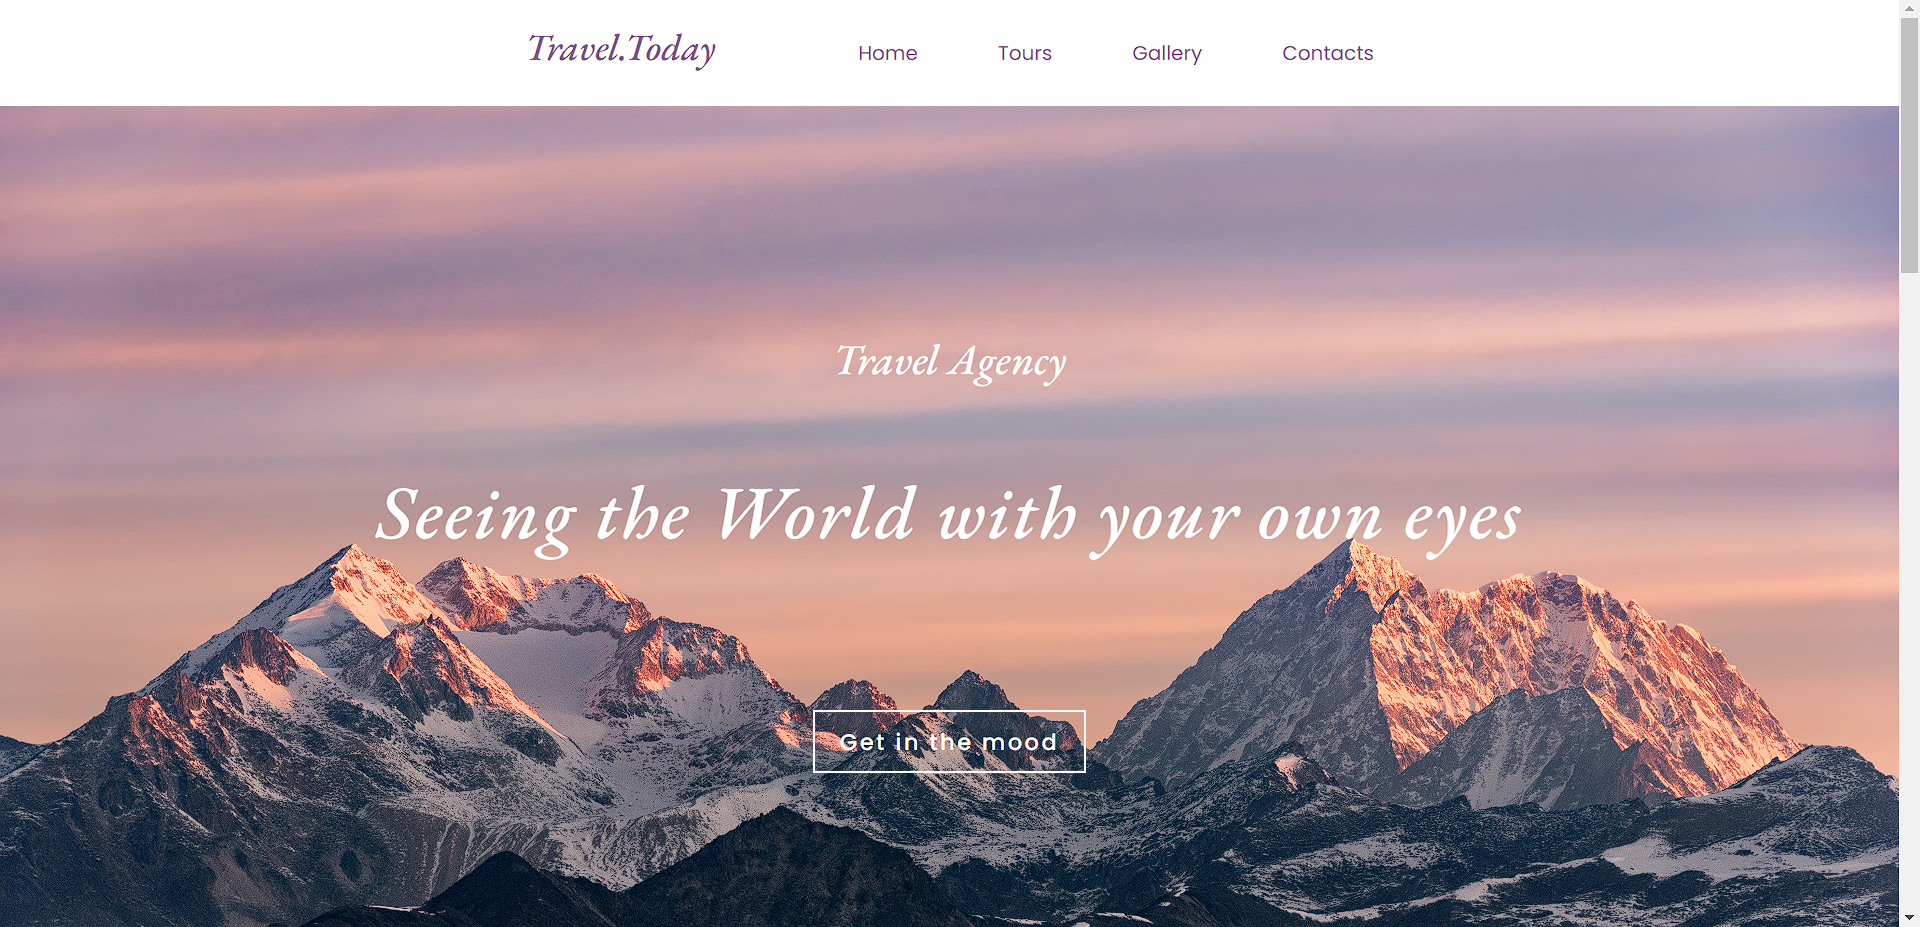 Travel.Today
Home
Tours
Gallery
Contacts
Travel Agency
Seeing the World with your own eyes
Get in the mood